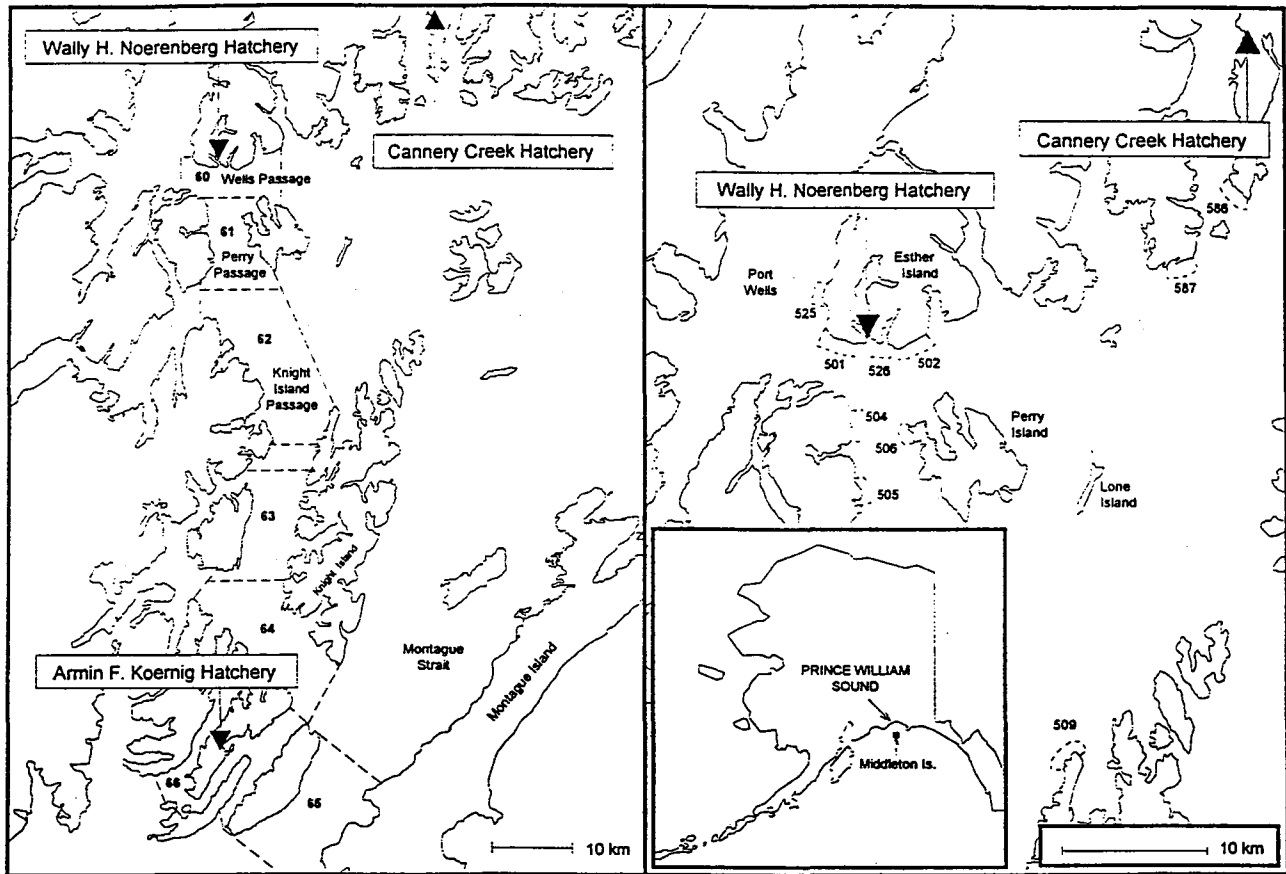 Wally H. Noerenberg Hatchery
Cannery Creek Hatchery
60
Wells Passage
61
Perry
Passage
62
Knight
Island
Passage
63
Knight Island
64
Armin F. Koernig Hatchery
Montague
Strait
Montague Island
66
65
10 km
Cannery Creek Hatchery
Wally H. Noerenberg Hatchery
586
587
Esther
Island
Port
Wells
525
501
526
502
504
506
Perry
Island
505
Lone
Island
509
PRINCE WILLIAM
SOUND
Middleton Is.
10 km